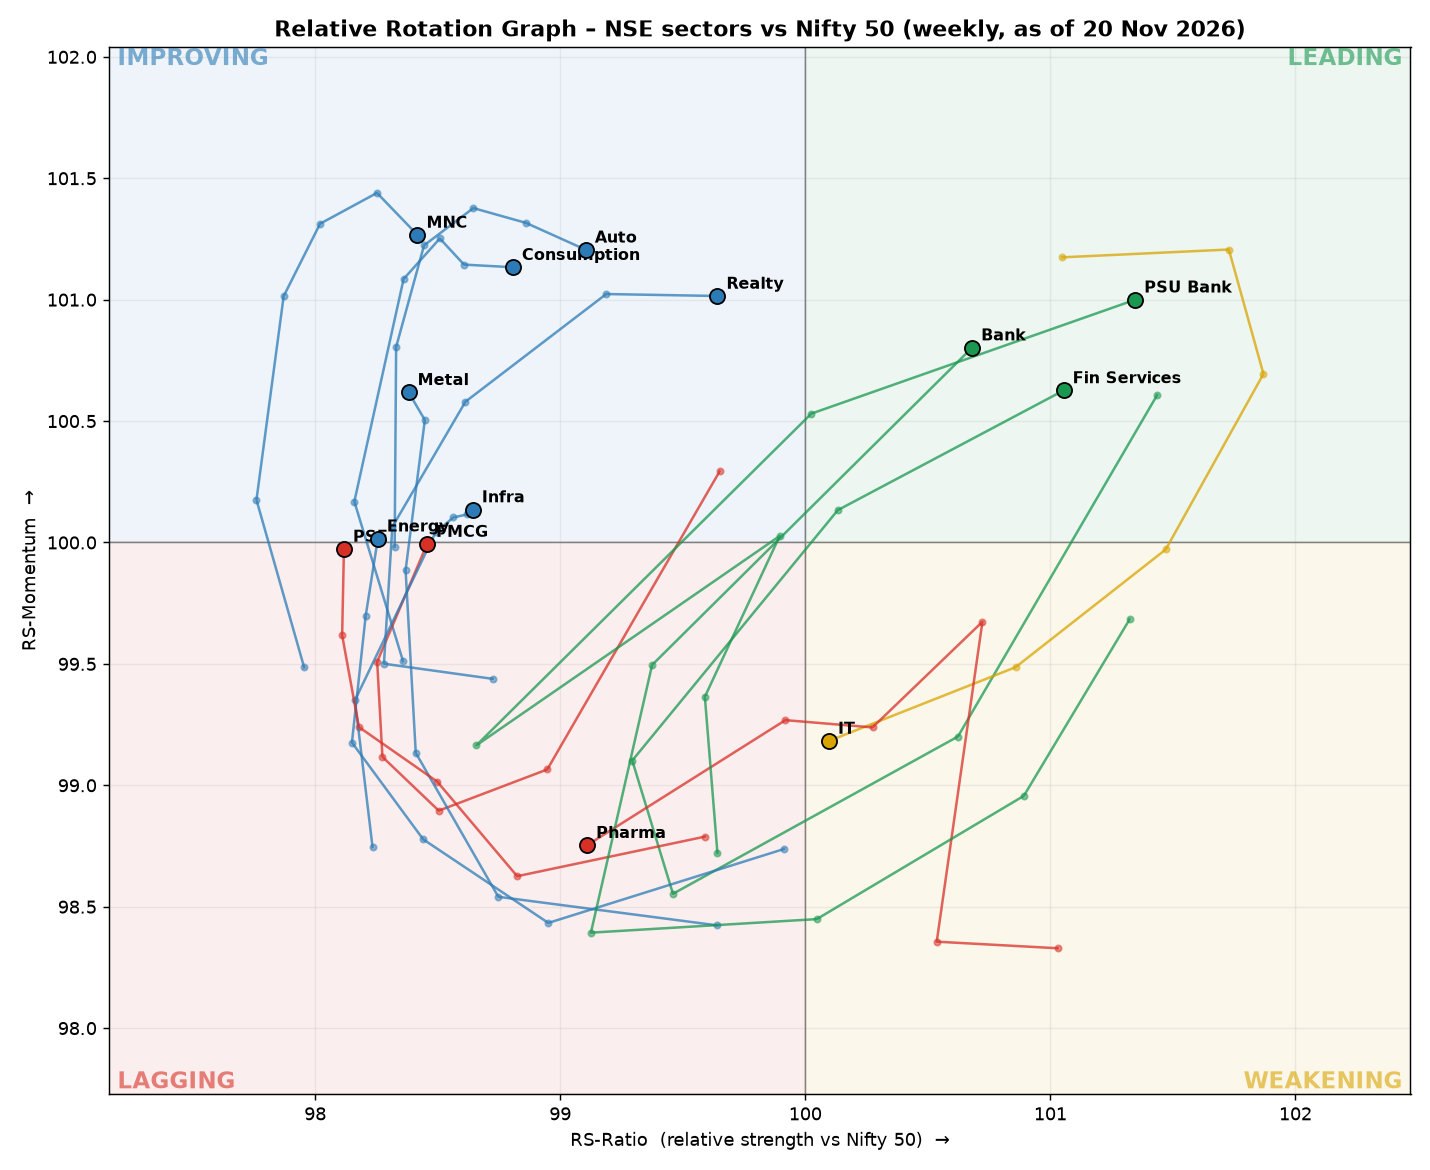 Relative Rotation Graph – NSE sectors vs Nifty 50 (weekly, as of 20 Nov 2026)
IMPROVING
LEADING
102.0
101.5
101.0
100.5
100.0
99.5
99.0
98.5
98.0
RS-Momentum →
MNC
Auto
Consumption
Realty
PSU Bank
Bank
Metal
Fin Services
Infra
PSE
Energy
FMCG
IT
Pharma
LAGGING
WEAKENING
98
99
100
101
102
RS-Ratio (relative strength vs Nifty 50) →